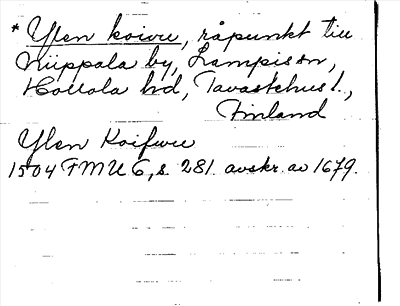 * Ylen koivu, råpunkt till
Niippala by, Lampis sn,
Hollola hd, Tavastehus l.,
Finland
Ylen Koifwu
1504 FMU 6, s. 281. avskr. av 1679.